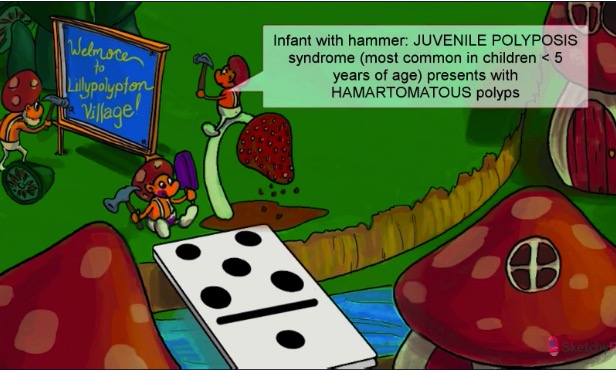 Infant with hammer: JUVENILE POLYPOSIS
syndrome (most common in children < 5
years of age) presents with
HAMARTOMATOUS polyps
Welmoce
to
Lillypolypton
Village!